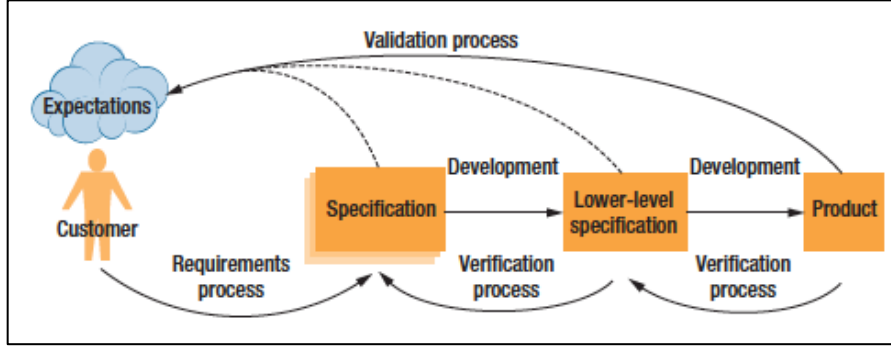 Validation process
Expectations
Customer
Requirements
process
Specification
Development
Verification
process
Lower-level
specification
Development
Verification
process
Product